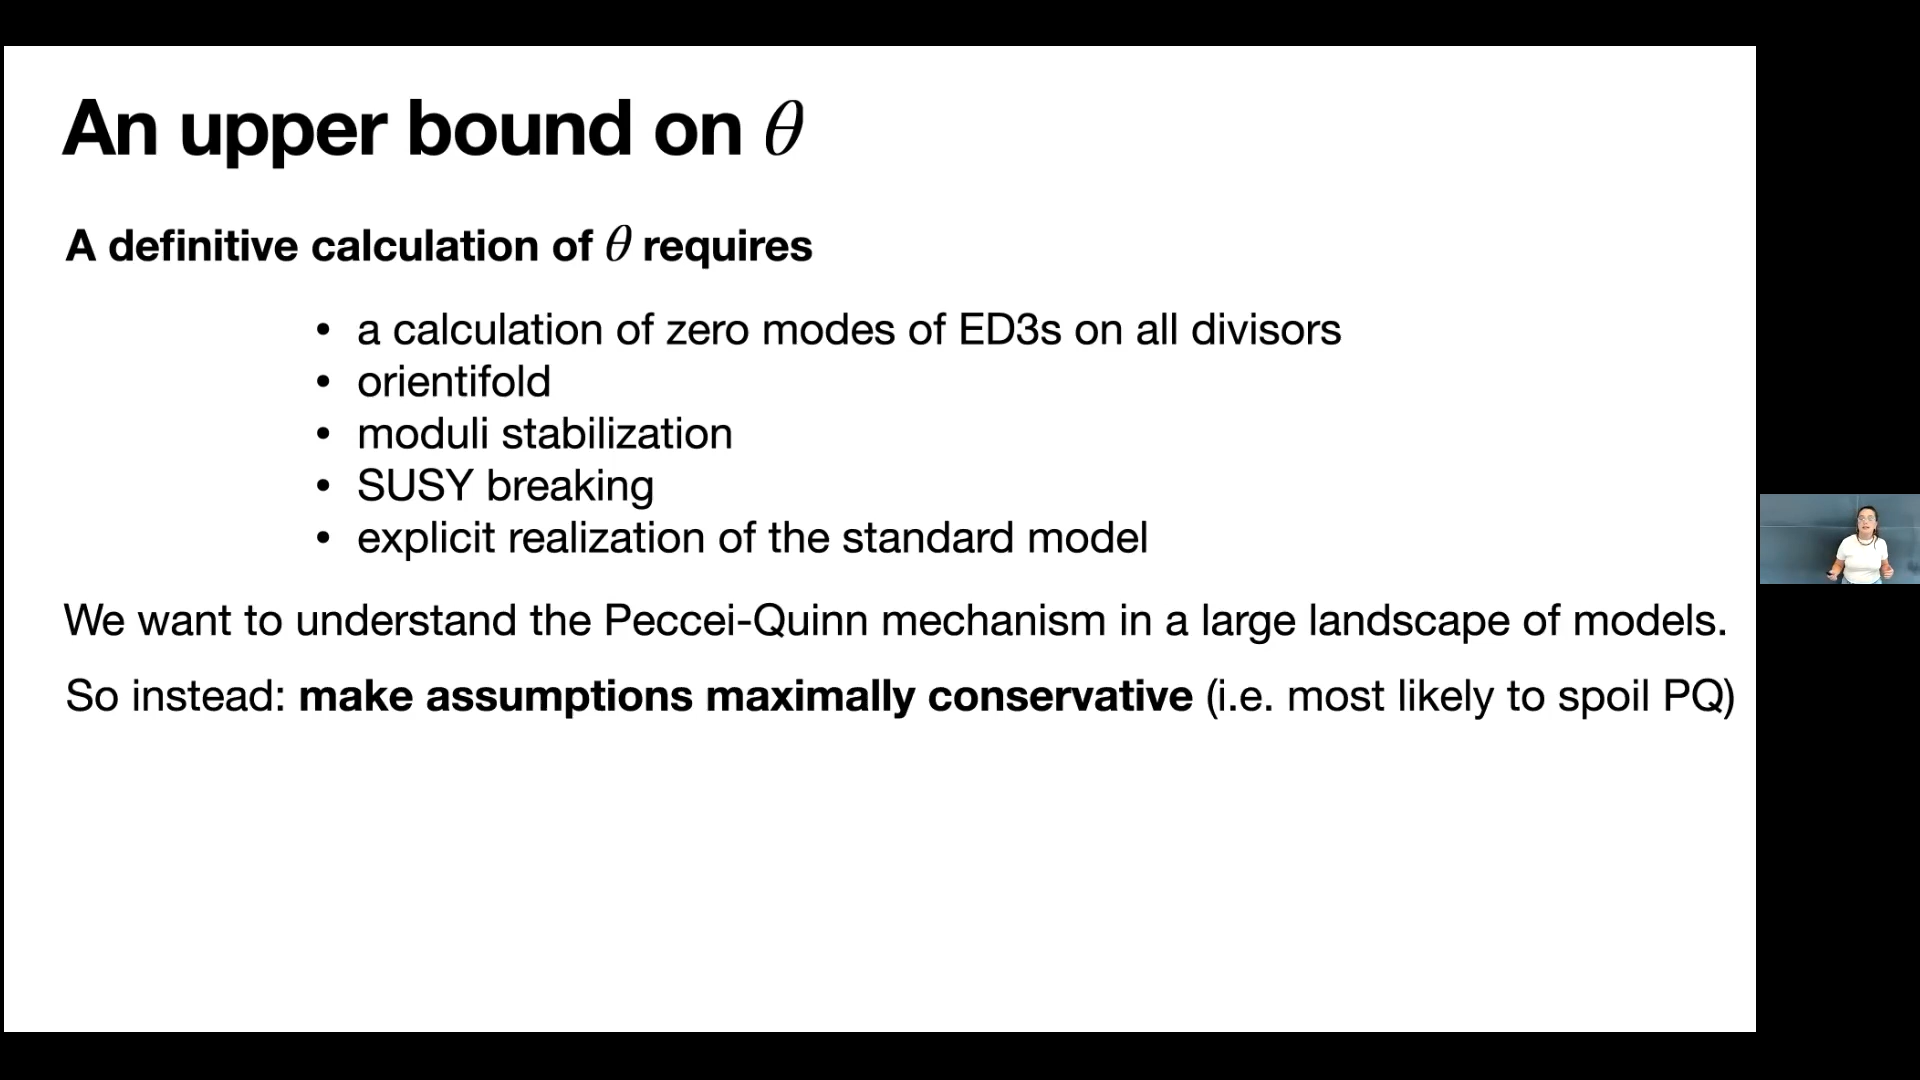 An upper bound on θ
A definitive calculation of θ requires
• a calculation of zero modes of ED3s on all divisors
• orientifold
• moduli stabilization
• SUSY breaking
• explicit realization of the standard model
We want to understand the Peccei-Quinn mechanism in a large landscape of models.
So instead: make assumptions maximally conservative (i.e. most likely to spoil PQ)